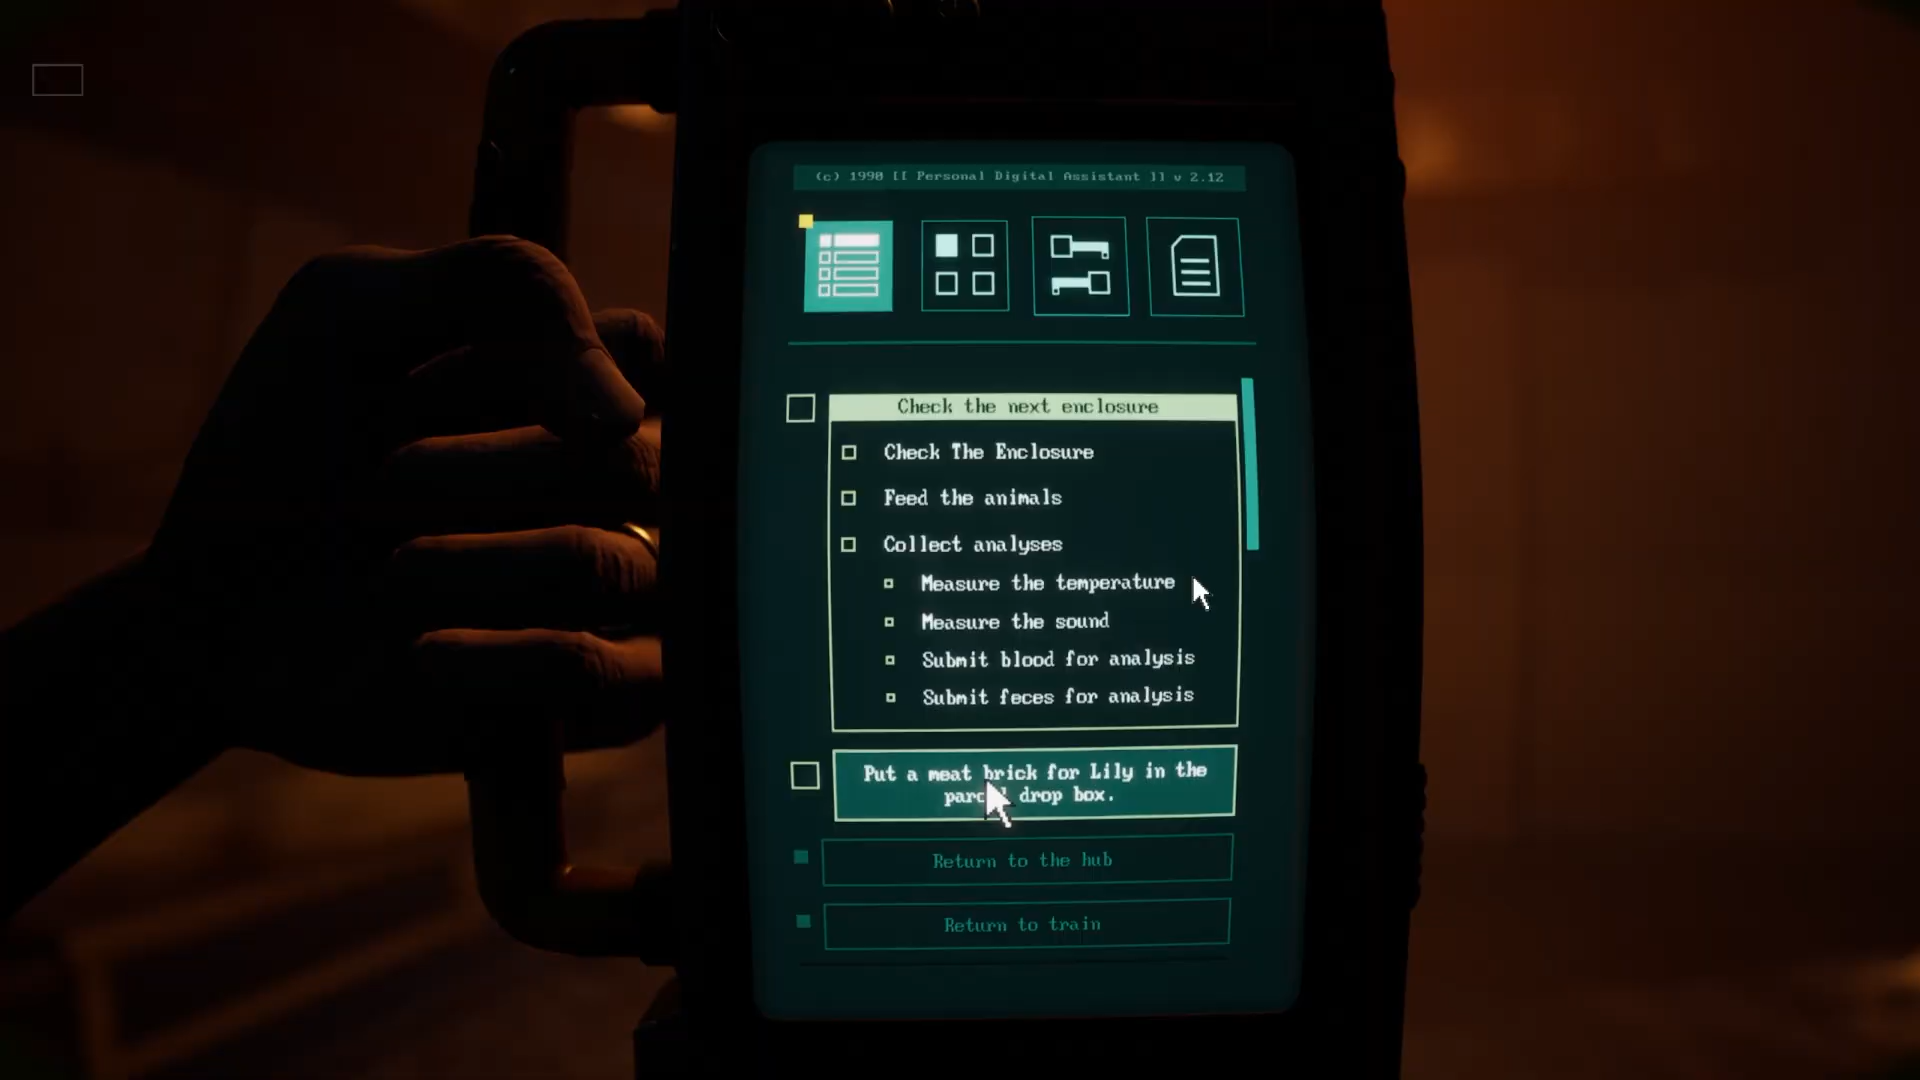 (c) 1990 [[ Personal Digital Assistant ]] v 2.12
Check the next enclosure
Check The Enclosure
Feed the animals
Collect analyses
Measure the temperature
Measure the sound
Submit blood for analysis
Submit feces for analysis
Put a meat brick for Lily in the
drop box.
Return to the hub
Return to train